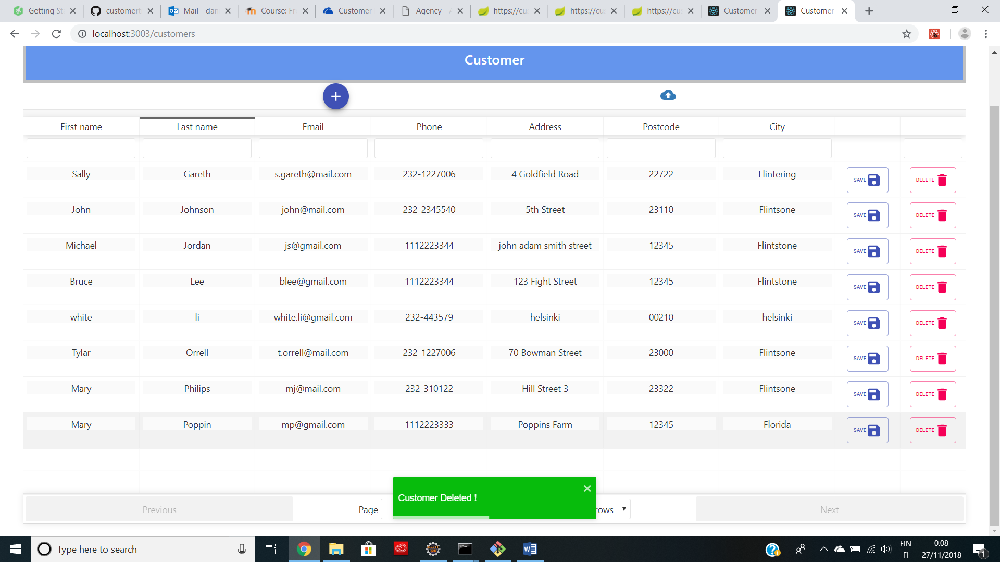 Getting St
customert
Mail - dan
Course: Fr
Customer
Agency - A
https://cu
https://cu
https://cu
Customer
Customer
localhost:3003/customers
Customer
First name Last name Email Phone Address Postcode City
Sally Gareth s.gareth@mail.com 232-1227006 4 Goldfield Road 22722 Flintering SAVE DELETE
John Johnson john@mail.com 232-2345540 5th Street 23110 Flintsone SAVE DELETE
Michael Jordan js@gmail.com 1112223344 john adam smith street 12345 Flintstone SAVE DELETE
Bruce Lee blee@gmail.com 1112223344 123 Fight Street 12345 Flintstone SAVE DELETE
white li white.li@gmail.com 232-443579 helsinki 00210 helsinki SAVE DELETE
Tylar Orrell t.orrell@mail.com 232-1227006 70 Bowman Street 23000 Flintsone SAVE DELETE
Mary Philips mj@mail.com 232-310122 Hill Street 3 23322 Flintsone SAVE DELETE
Mary Poppin mp@gmail.com 1112223333 Poppins Farm 12345 Florida SAVE DELETE
Customer Deleted !
Previous Page rows Next
Type here to search
FIN
FI
0.08
27/11/2018
1